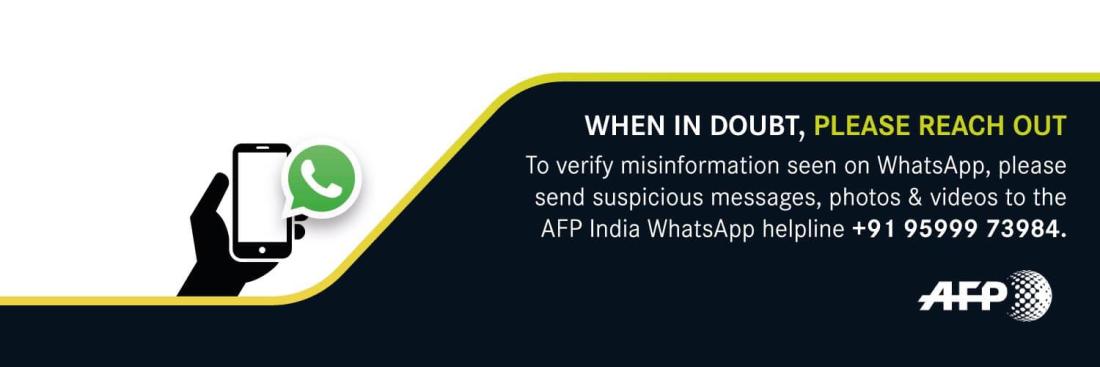 WHEN IN DOUBT, PLEASE REACH OUT
To verify misinformation seen on WhatsApp, please
send suspicious messages, photos & videos to the
AFP India WhatsApp helpline +91 95999 73984.
AFP